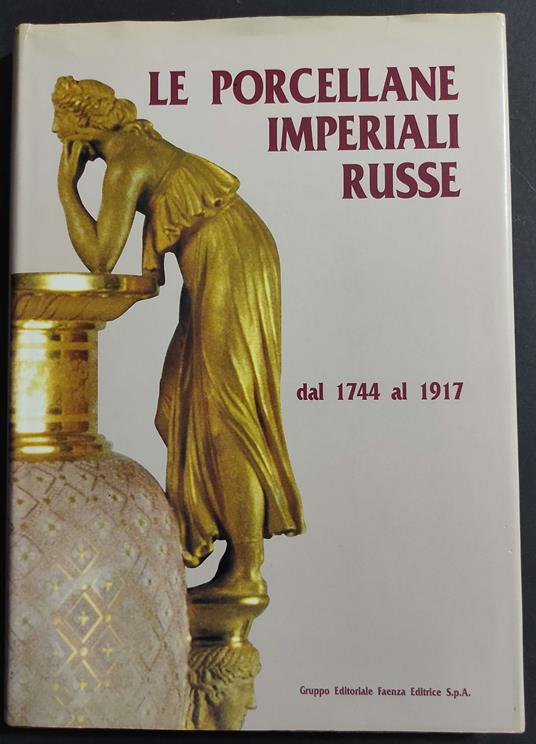 LE PORCELLANE
IMPERIALI
RUSSE
dal 1744 al 1917
Gruppo Editoriale Faenza Editrice S.p.A.